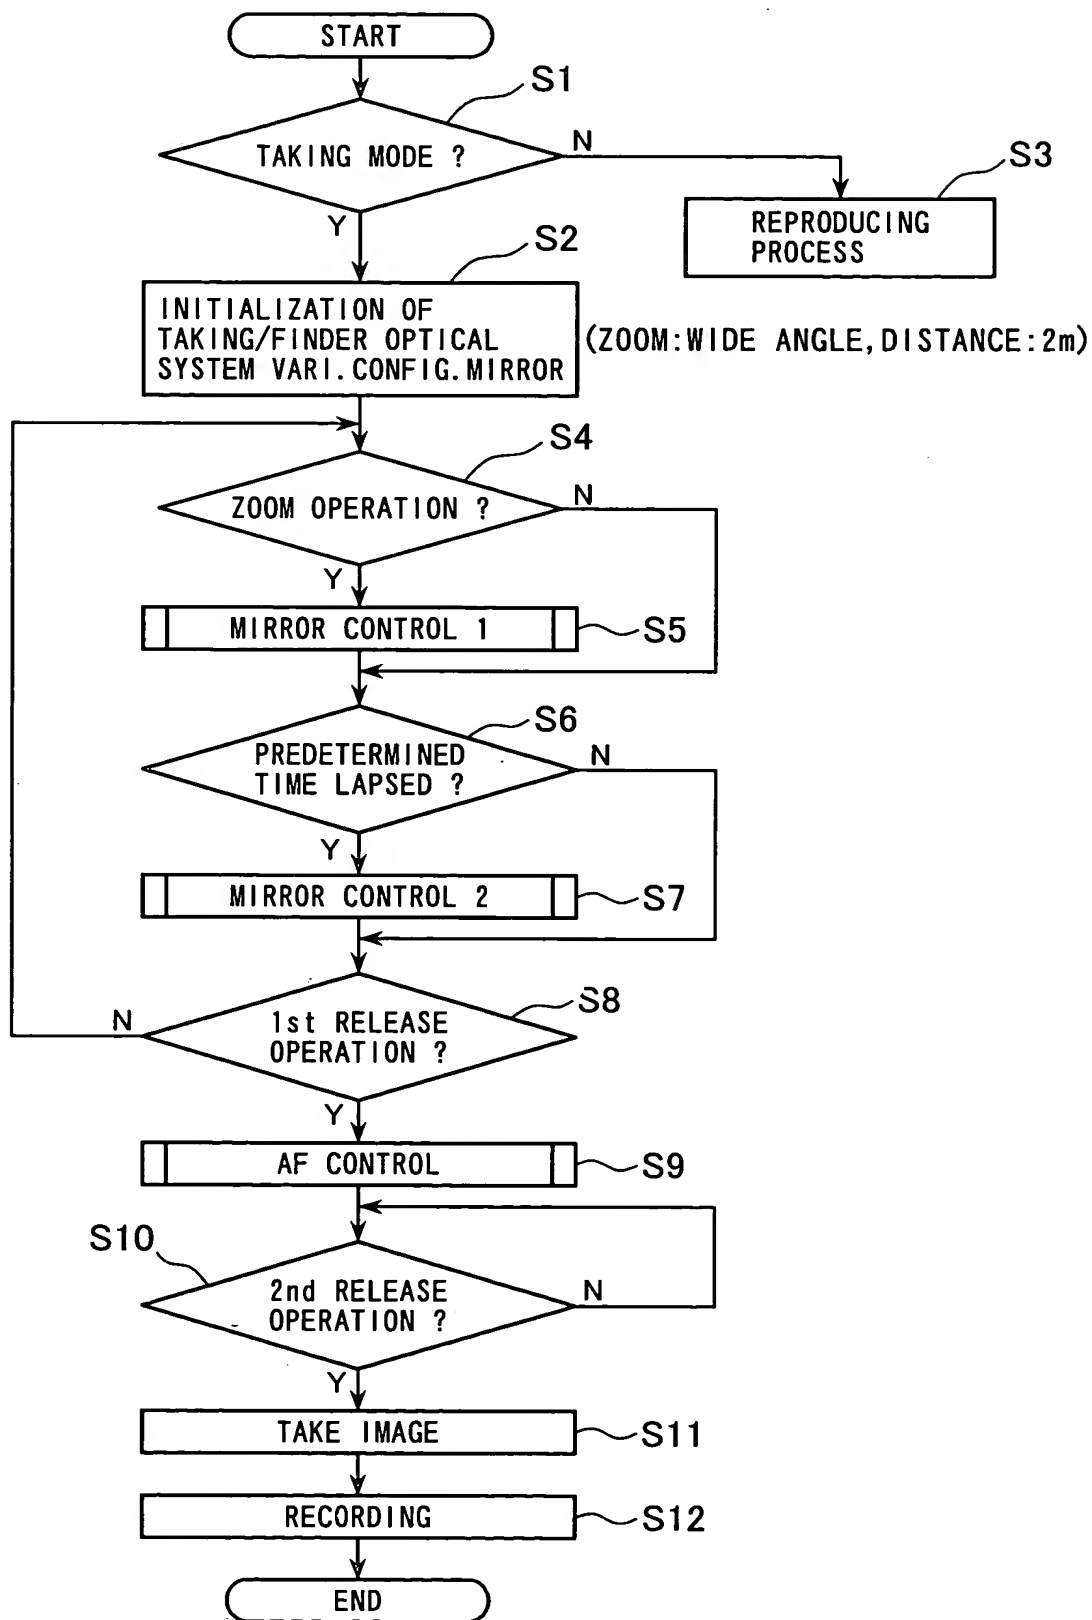 START
S1
TAKING MODE ?
N
S3
Y
REPRODUCING
PROCESS
S2
INITIALIZATION OF
TAKING/FINDER OPTICAL
SYSTEM VARI.CONFIG.MIRROR
(ZOOM:WIDE ANGLE,DISTANCE:2m)
S4
ZOOM OPERATION ?
N
Y
MIRROR CONTROL 1
S5
S6
PREDETERMINED
TIME LAPSED ?
N
Y
MIRROR CONTROL 2
S7
S8
1st RELEASE
OPERATION ?
N
Y
AF CONTROL
S9
S10
2nd RELEASE
OPERATION ?
N
Y
TAKE IMAGE
S11
RECORDING
S12
END